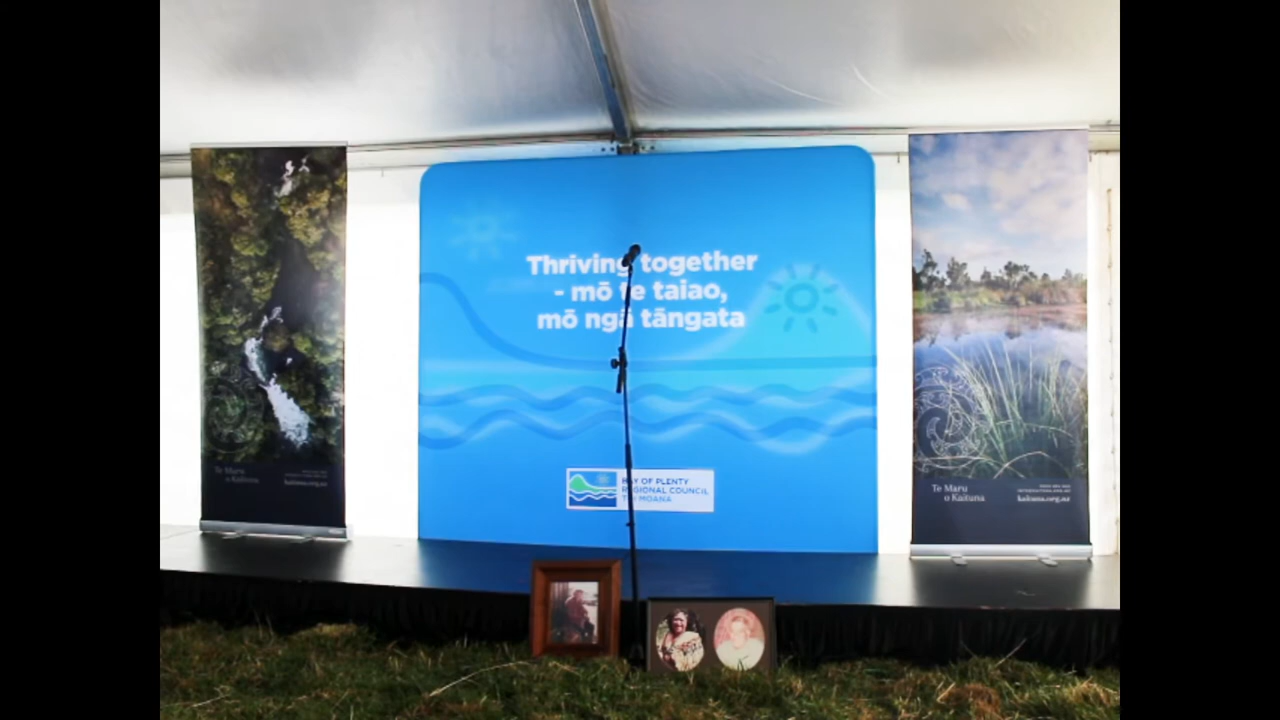 Thriving together
- mō te taiao,
mō ngā tāngata
BAY OF PLENTY
REGIONAL COUNCIL
TOI MOANA
Te Maru
o Kaituna
Te Maru
o Kaituna
kaituna.org.nz
kaituna.org.nz